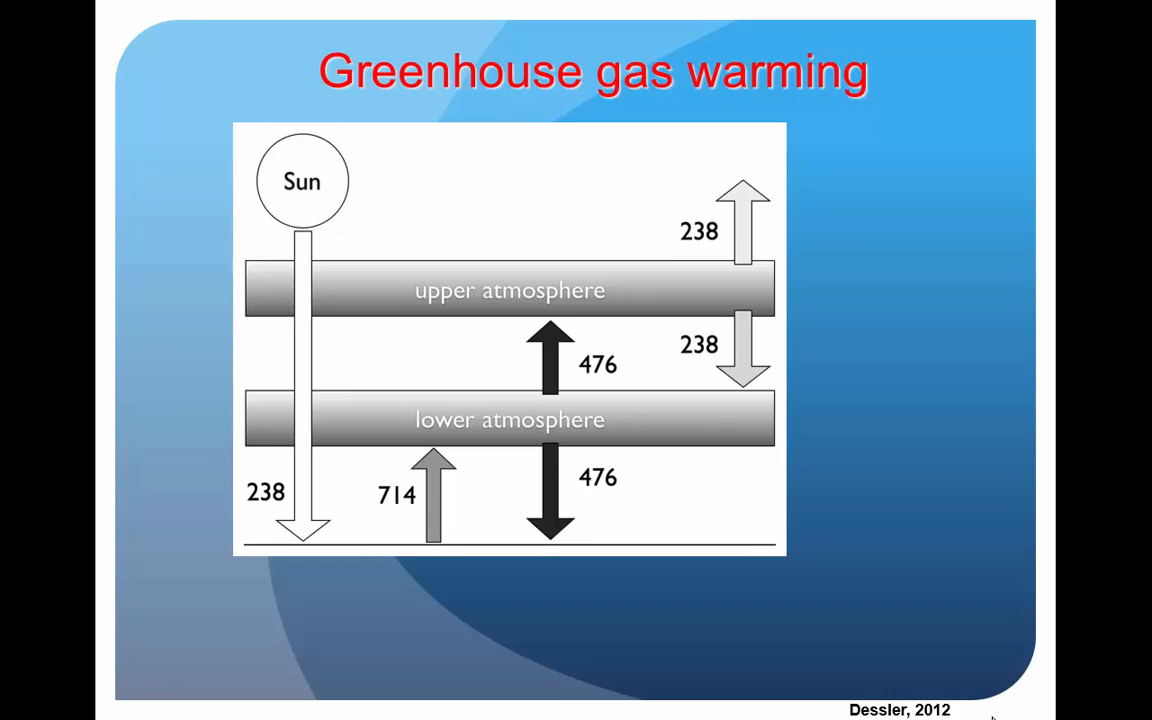 Greenhouse gas warming
Sun
238
upper atmosphere
238
476
lower atmosphere
238
714
476
Dessler, 2012